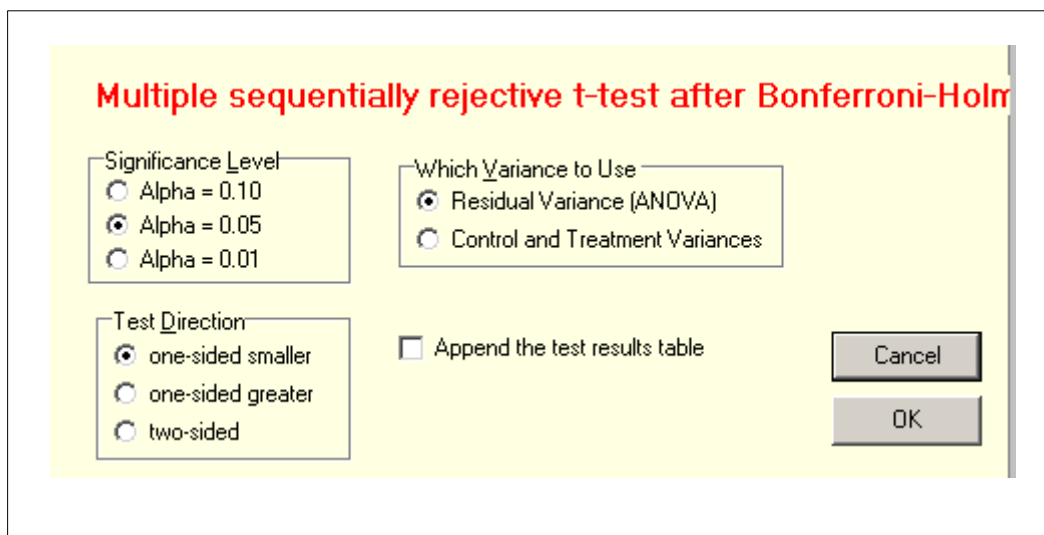 Multiple sequentially rejective t-test after Bonferroni-Holm
Significance Level
Alpha = 0.10
Alpha = 0.05
Alpha = 0.01
Which Variance to Use
Residual Variance (ANOVA)
Control and Treatment Variances
Test Direction
one-sided smaller
one-sided greater
two-sided
Append the test results table
Cancel
OK